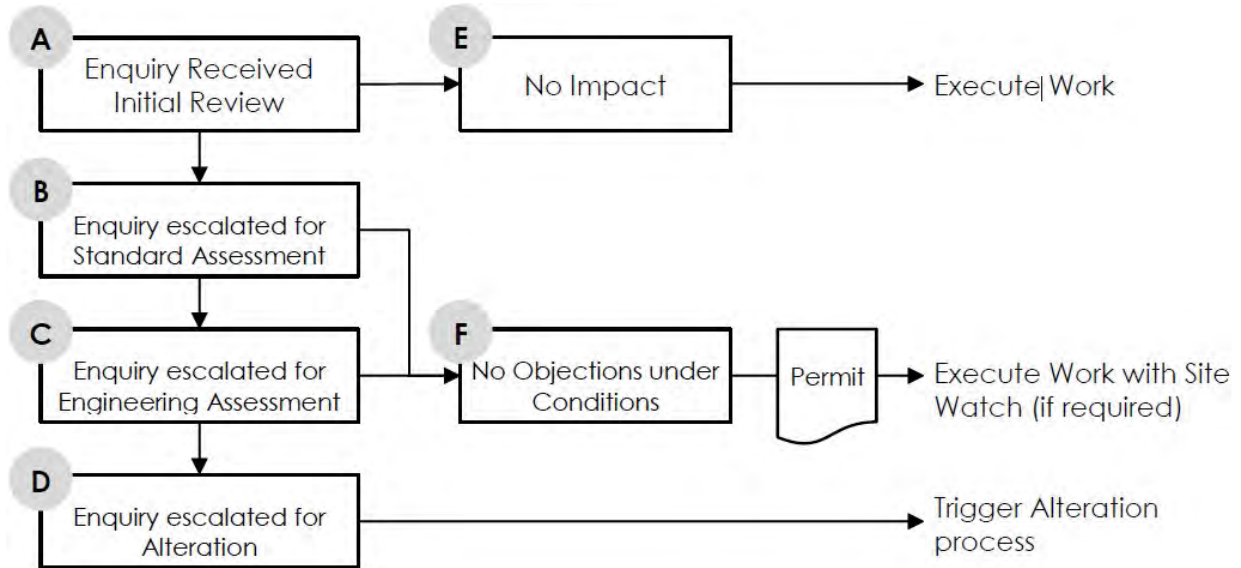 A
Enquiry Received
Initial Review
E
No Impact
Execute Work
B
Enquiry escalated for
Standard Assessment
C
Enquiry escalated for
Engineering Assessment
F
No Objections under
Conditions
Permit
Execute Work with Site
Watch (if required)
D
Enquiry escalated for
Alteration
Trigger Alteration
process